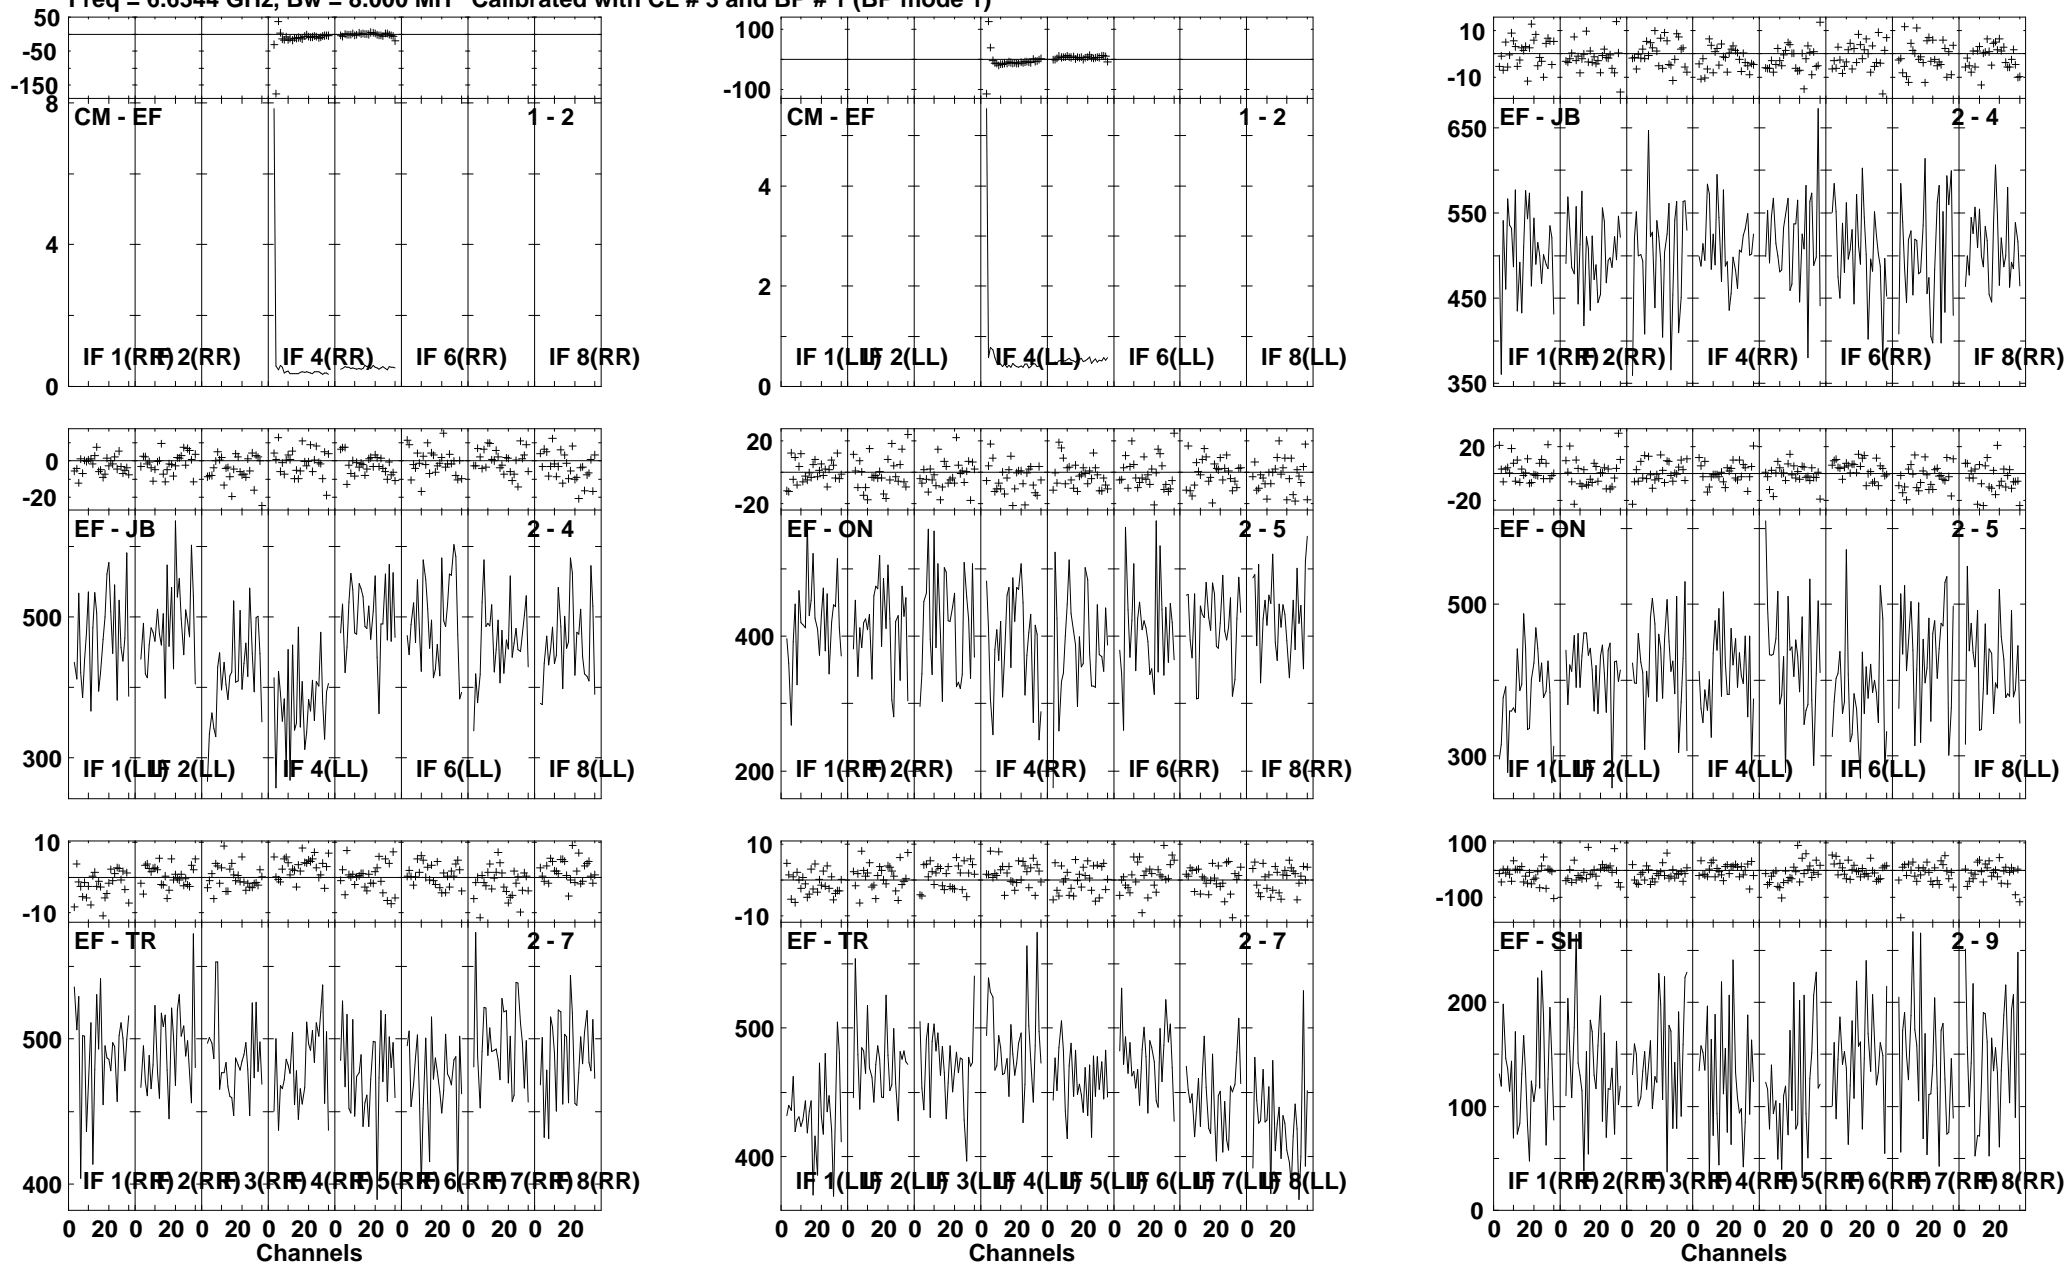 Freq = 6.6344 GHz, Bw = 8.000 MH Calibrated with CL # 3 and BP # 1 (BP mode 1)
50
-50
-150
8
4
0
CM - EF
1 - 2
IF 1(RR)
IF 2(RR)
IF 4(RR)
IF 6(RR)
IF 8(RR)
100
-100
4
2
0
CM - EF
1 - 2
IF 1(LL)
IF 2(LL)
IF 4(LL)
IF 6(LL)
IF 8(LL)
10
-10
650
550
450
350
EF - JB
2 - 4
IF 1(RR)
IF 2(RR)
IF 4(RR)
IF 6(RR)
IF 8(RR)
0
-20
500
300
EF - JB
2 - 4
IF 1(LL)
IF 2(LL)
IF 4(LL)
IF 6(LL)
IF 8(LL)
20
-20
400
200
EF - ON
2 - 5
IF 1(RR)
IF 2(RR)
IF 4(RR)
IF 6(RR)
IF 8(RR)
20
-20
500
300
EF - ON
2 - 5
IF 1(LL)
IF 2(LL)
IF 4(LL)
IF 6(LL)
IF 8(LL)
10
-10
500
400
EF - TR
2 - 7
IF 1(RR)
IF 2(RR)
IF 3(RR)
IF 4(RR)
IF 5(RR)
IF 6(RR)
IF 7(RR)
IF 8(RR)
0 20 0 20 0 20 0 20 0 20 0 20 0 20 0 20
Channels
10
-10
500
400
EF - TR
2 - 7
IF 1(LL)
IF 2(LL)
IF 3(LL)
IF 4(LL)
IF 5(LL)
IF 6(LL)
IF 7(LL)
IF 8(LL)
0 20 0 20 0 20 0 20 0 20 0 20 0 20 0 20
Channels
100
-100
200
100
0
EF - SH
2 - 9
IF 1(RR)
IF 2(RR)
IF 3(RR)
IF 4(RR)
IF 5(RR)
IF 6(RR)
IF 7(RR)
IF 8(RR)
0 20 0 20 0 20 0 20 0 20 0 20 0 20 0 20
Channels